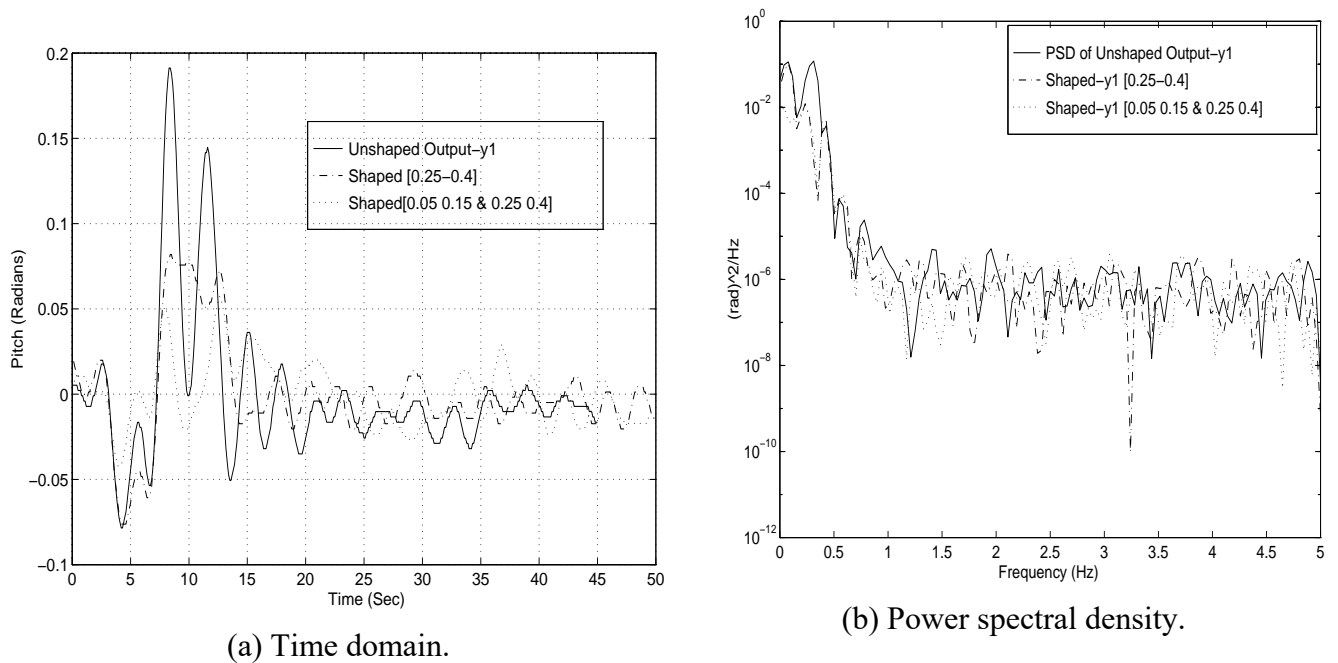 0.2
0.15
0.1
0.05
0
−0.05
−0.1
Pitch (Radians)
Unshaped Output−y1
Shaped [0.25−0.4]
Shaped[0.05 0.15 & 0.25 0.4]
0 5 10 15 20 25 30 35 40 45 50
Time (Sec)
(a) Time domain.
10^0
10^−2
10^−4
10^−6
10^−8
10^−10
10^−12
(rad)^2/Hz
PSD of Unshaped Output−y1
Shaped−y1 [0.25−0.4]
Shaped−y1 [0.05 0.15 & 0.25 0.4]
0 0.5 1 1.5 2 2.5 3 3.5 4 4.5 5
Frequency (Hz)
(b) Power spectral density.